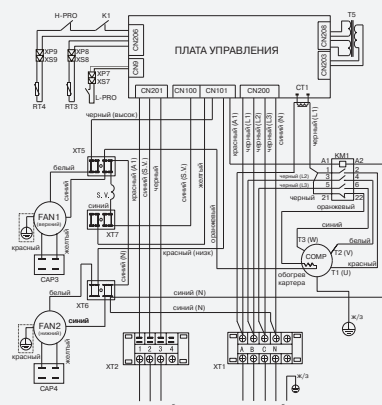 H-PRO
K1
T5
CN206
CN208
CN203
ПЛАТА УПРАВЛЕНИЯ
XP9
XS9
XP8
XS8
CN9
XP7
XS7
L-PRO
RT4
RT3
CN201
CN100
CN101
CN200
CT1
черный (высок)
красный (A1)
синий (S.V.)
черный
синий (S.V.)
желтый
оранжевый
красный (A1)
черный (L1)
черный (L2)
черный (L3)
синий (N)
черный (L1)
XT5
белый
синий
S. V.
синий
XT7
FAN1
(верхний)
красный
желтый
CAP3
A1
KM1
A2
1
2
черный (L2)
3
4
черный (L3)
5
6
черный
21
22
оранжевый
синий
T3 (W)
белый
T2 (V)
COMP
красный
T1 (U)
обогрев
картера
красный (низк)
синий (N)
белый
XT6
синий (N)
синий (N)
FAN2
(нижний)
синий
красный
желтый
CAP4
1 2 3 4
XT2
A B C N
XT1
ж/з
ж/з